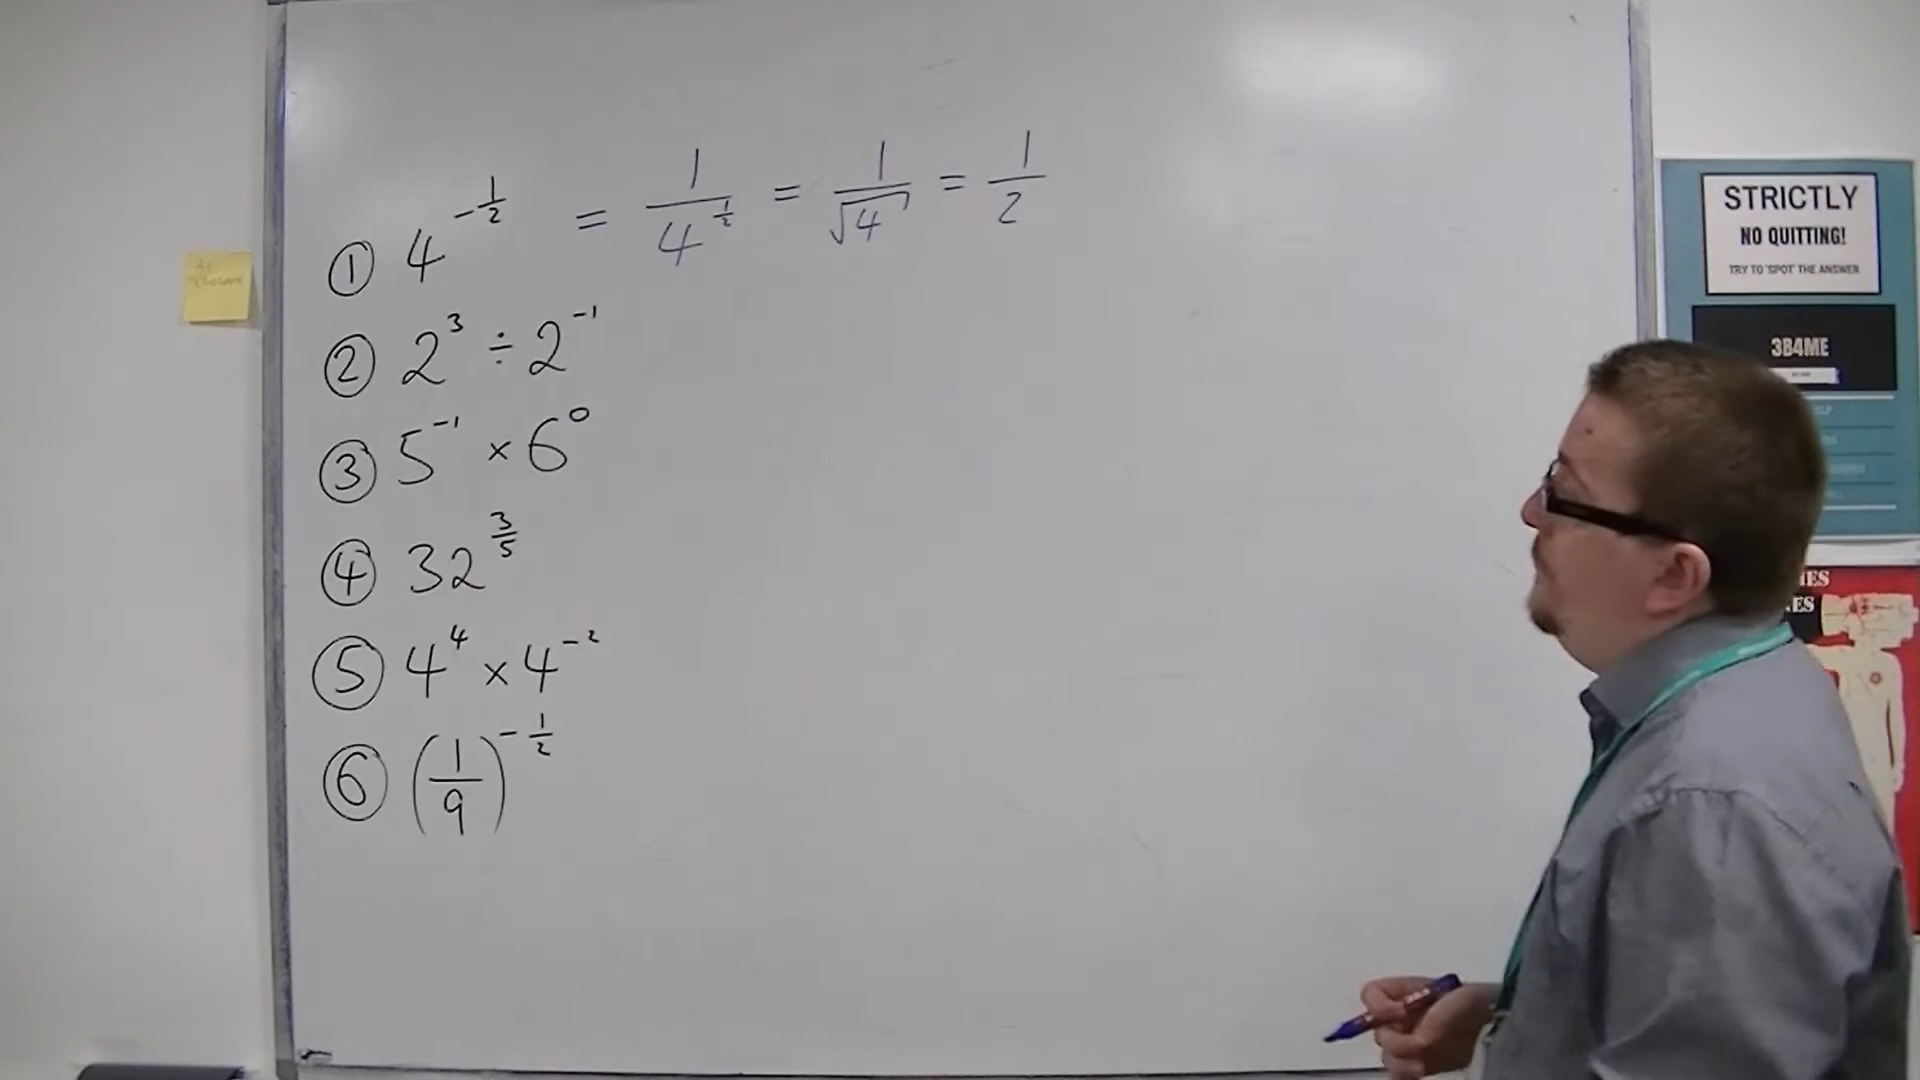 ① 4^(-1/2) = 1/4^(1/2) = 1/√4 = 1/2
② 2^3 ÷ 2^(-1)
③ 5^(-1) × 6^0
④ 32^(3/5)
⑤ 4^4 × 4^(-2)
⑥ (1/9)^(-1/2)
STRICTLY
NO QUITTING!
TRY TO 'SPOT' THE ANSWER
3B4ME